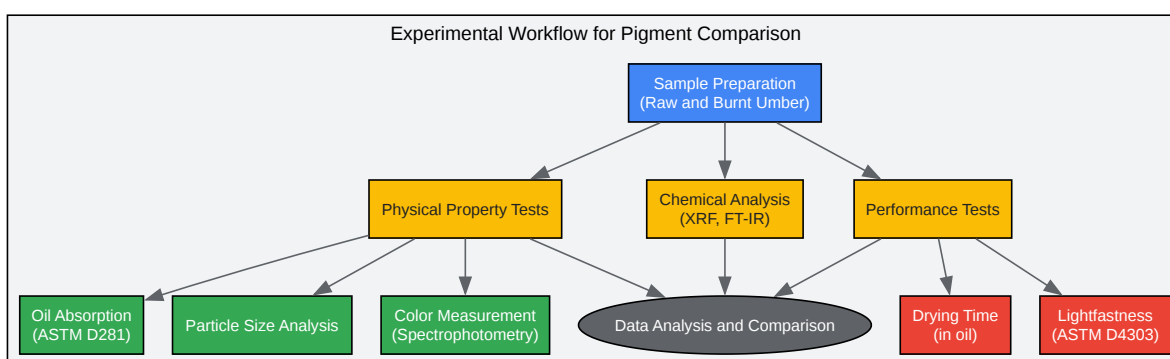 Experimental Workflow for Pigment Comparison
Sample Preparation
(Raw and Burnt Umber)
Physical Property Tests
Chemical Analysis
(XRF, FT-IR)
Performance Tests
Oil Absorption
(ASTM D281)
Particle Size Analysis
Color Measurement
(Spectrophotometry)
Data Analysis and Comparison
Drying Time
(in oil)
Lightfastness
(ASTM D4303)